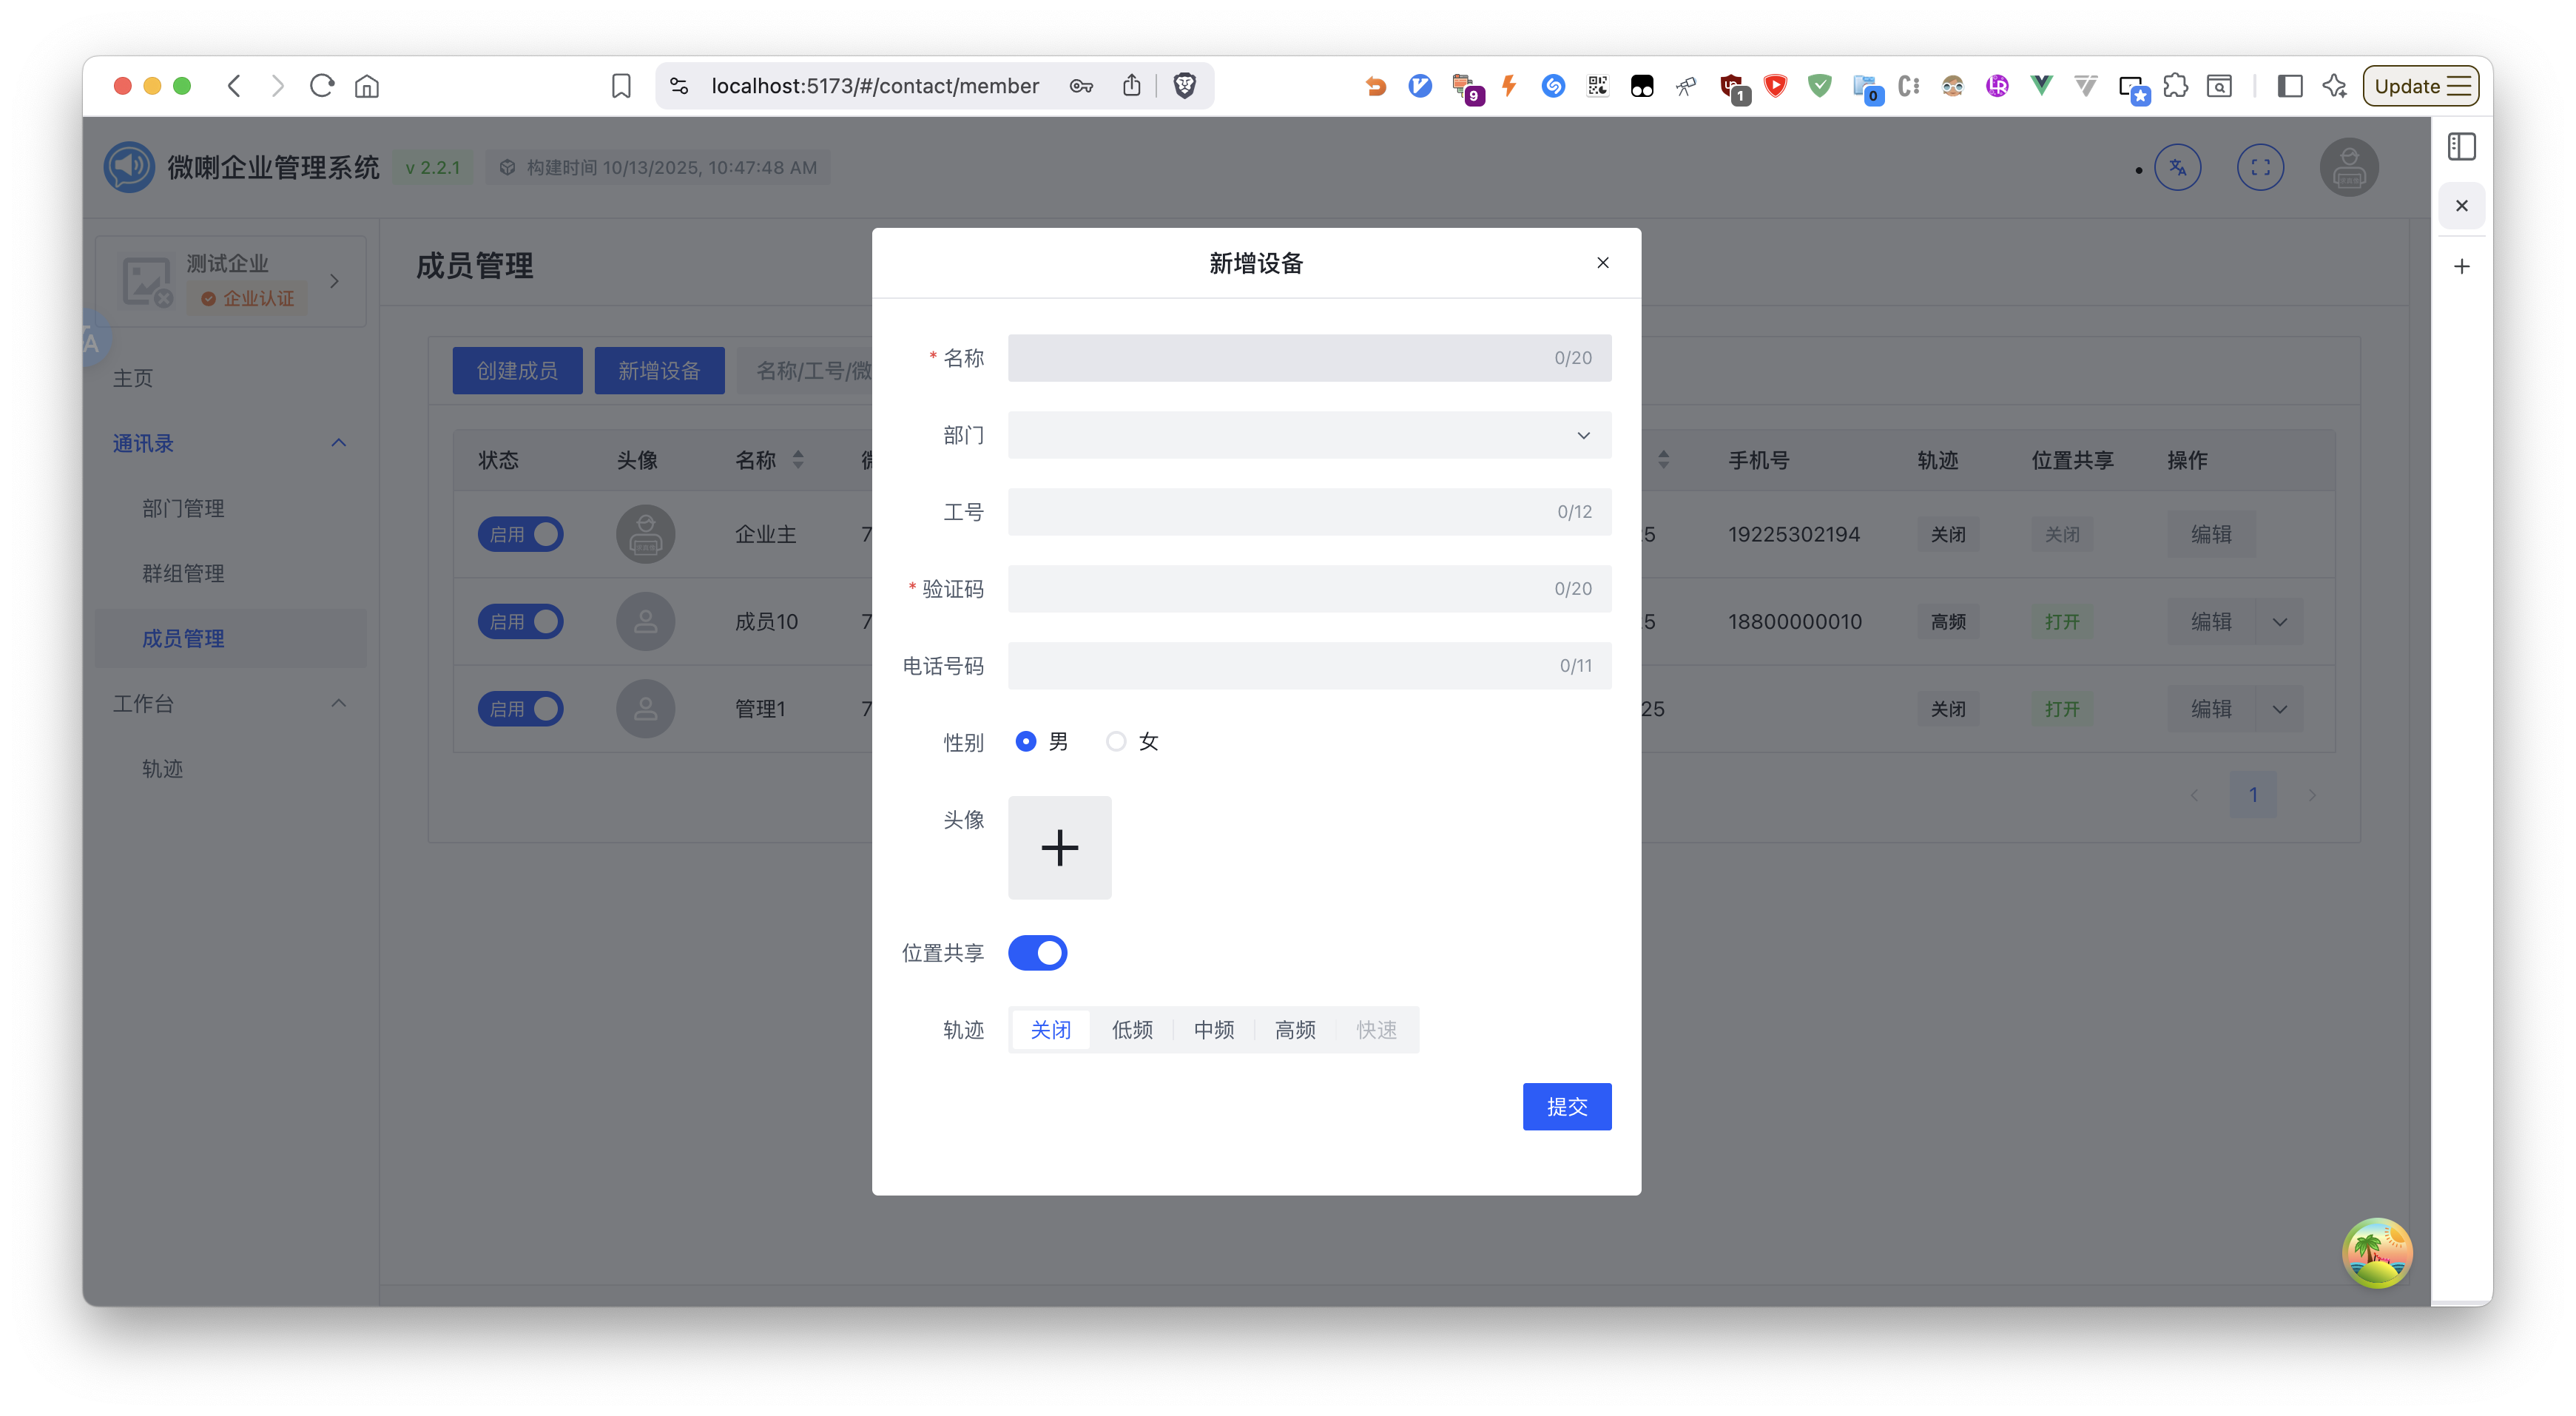 localhost:5173/#/contact/member
9
1
0
Update
微喇企业管理系统
v 2.2.1
构建时间 10/13/2025, 10:47:48 AM
测试企业
企业认证
主页
通讯录
部门管理
群组管理
成员管理
工作台
轨迹
成员管理
创建成员
新增设备
名称/工号/微
状态 头像 名称 手机号 轨迹 位置共享 操作
启用 企业主 7 5 19225302194 关闭 关闭 编辑
启用 成员10 7 5 18800000010 高频 打开 编辑
启用 管理1 7 25 关闭 打开 编辑
1
新增设备
* 名称 0/20
部门
工号 0/12
* 验证码 0/20
电话号码 0/11
性别 男 女
头像
位置共享
轨迹 关闭 低频 中频 高频 快速
提交